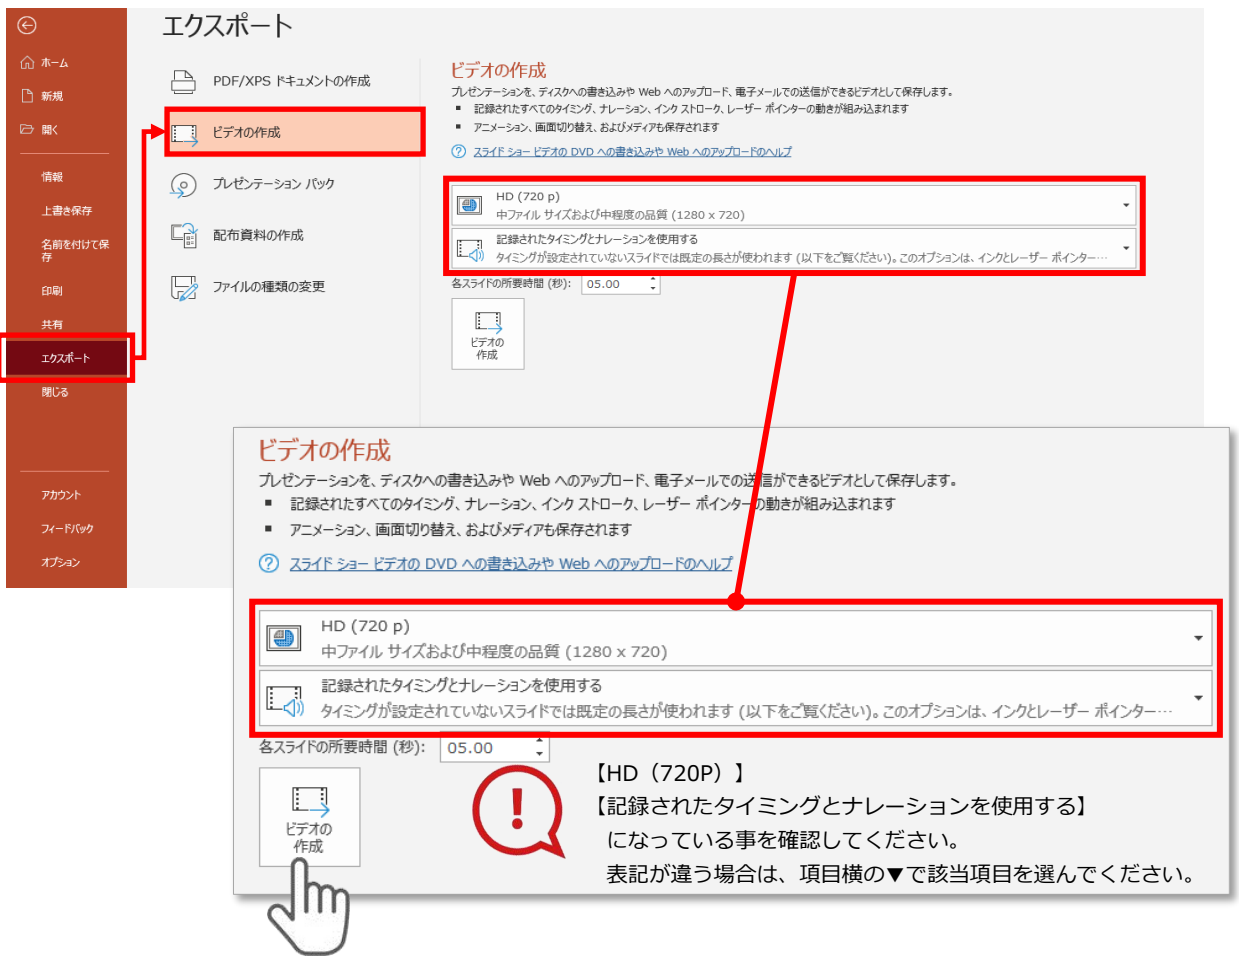 エクスポート
ホーム
新規
開く
情報
上書き保存
名前を付けて保
存
印刷
共有
エクスポート
閉じる
アカウント
フィードバック
オプション
PDF/XPS ドキュメントの作成
ビデオの作成
プレゼンテーション パック
配布資料の作成
ファイルの種類の変更
ビデオの作成
プレゼンテーションを、ディスクへの書き込みや Web へのアップロード、電子メールでの送信ができるビデオとして保存します。
▪ 記録されたすべてのタイミング、ナレーション、インク ストローク、レーザー ポインターの動きが組み込まれます
▪ アニメーション、画面切り替え、およびメディアも保存されます
? スライド ショー ビデオの DVD への書き込みや Web へのアップロードのヘルプ
HD (720 p)
中ファイル サイズおよび中程度の品質 (1280 x 720)
記録されたタイミングとナレーションを使用する
タイミングが設定されていないスライドでは既定の長さが使われます (以下をご覧ください)。このオプションは、インクとレーザー ポインター…
各スライドの所要時間 (秒): 05.00
ビデオの
作成
ビデオの作成
プレゼンテーションを、ディスクへの書き込みや Web へのアップロード、電子メールでの送信ができるビデオとして保存します。
▪ 記録されたすべてのタイミング、ナレーション、インク ストローク、レーザー ポインターの動きが組み込まれます
▪ アニメーション、画面切り替え、およびメディアも保存されます
? スライド ショー ビデオの DVD への書き込みや Web へのアップロードのヘルプ
HD (720 p)
中ファイル サイズおよび中程度の品質 (1280 x 720)
記録されたタイミングとナレーションを使用する
タイミングが設定されていないスライドでは既定の長さが使われます (以下をご覧ください)。このオプションは、インクとレーザー ポインター…
各スライドの所要時間 (秒): 05.00
ビデオの
作成
!
【HD（720P）】
【記録されたタイミングとナレーションを使用する】
になっている事を確認してください。
表記が違う場合は、項目横の▼で該当項目を選んでください。